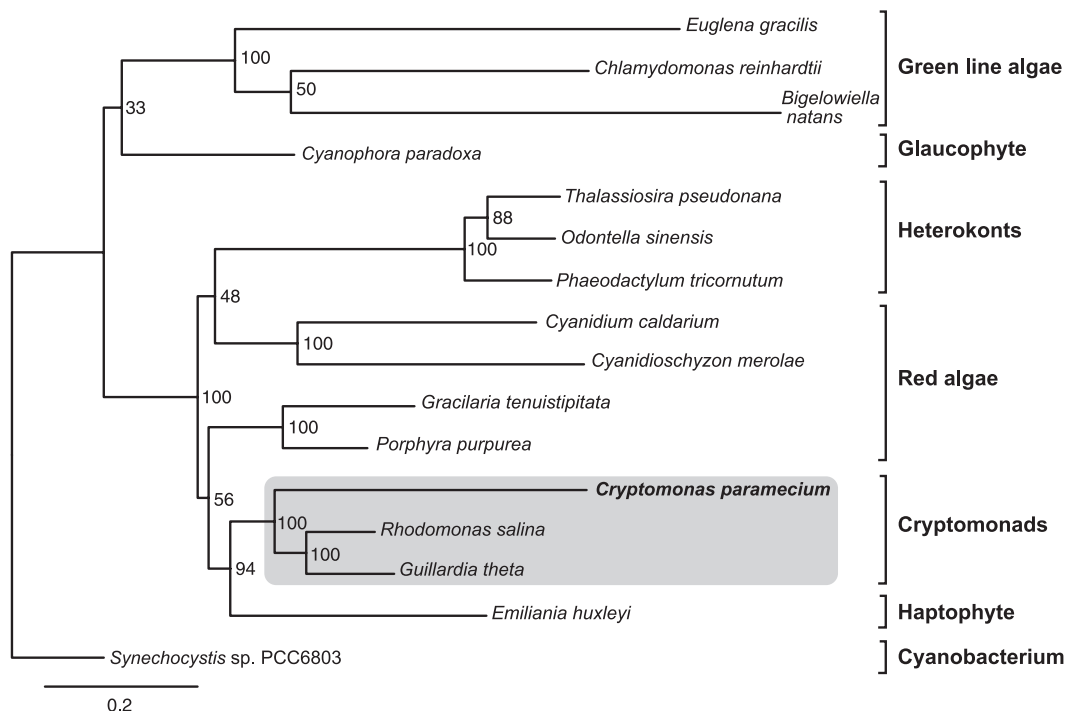 Euglena gracilis
100
Chlamydomonas reinhardtii
Green line algae
50
Bigelowiella
natans
33
Cyanophora paradoxa
Glaucophyte
Thalassiosira pseudonana
88
Odontella sinensis
Heterokonts
100
Phaeodactylum tricornutum
48
Cyanidium caldarium
100
Cyanidioschyzon merolae
Red algae
100
Gracilaria tenuistipitata
100
Porphyra purpurea
56
Cryptomonas paramecium
100
Rhodomonas salina
Cryptomonads
100
Guillardia theta
94
Emiliania huxleyi
Haptophyte
Synechocystis sp. PCC6803
Cyanobacterium
0.2